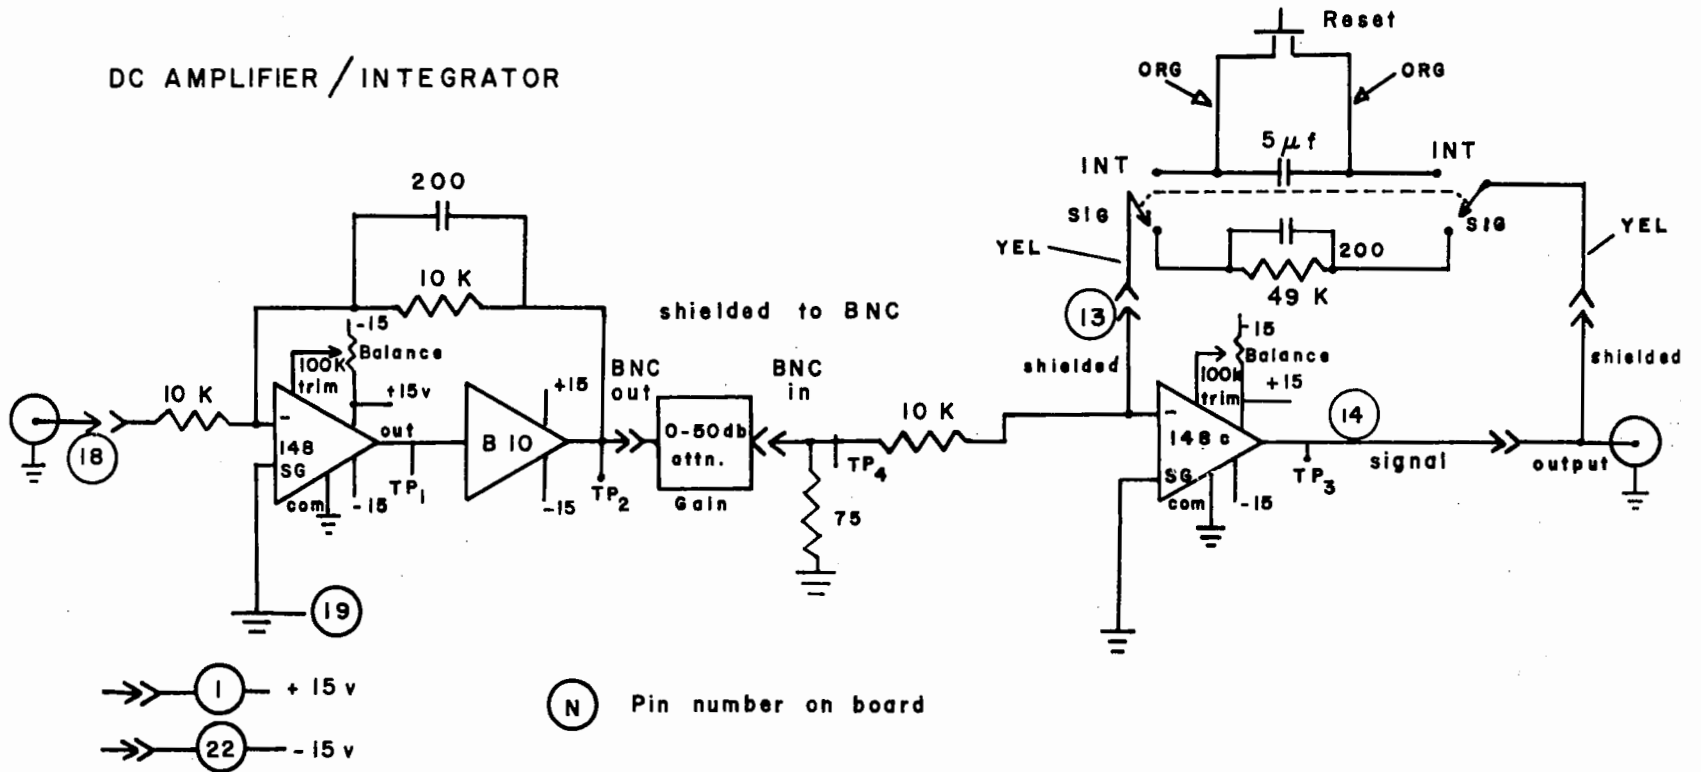 Reset
DC AMPLIFIER / INTEGRATOR
ORG
ORG
5 μf
INT
INT
200
SIG
SIG
YEL
YEL
200
10 K
49 K
shielded to BNC
13
-15
Balance
100K
trim
+15v
10 K
-
148
SG
com
-15
out
TP1
18
19
+15
B 10
-15
BNC
out
TP2
0-50db
attn.
Gain
BNC
in
TP4
75
10 K
shielded
-15
Balance
100K
trim
+15
-
148 c
SG
com
-15
TP3
14
signal
output
shielded
1
+ 15 v
22
- 15 v
N
Pin number on board